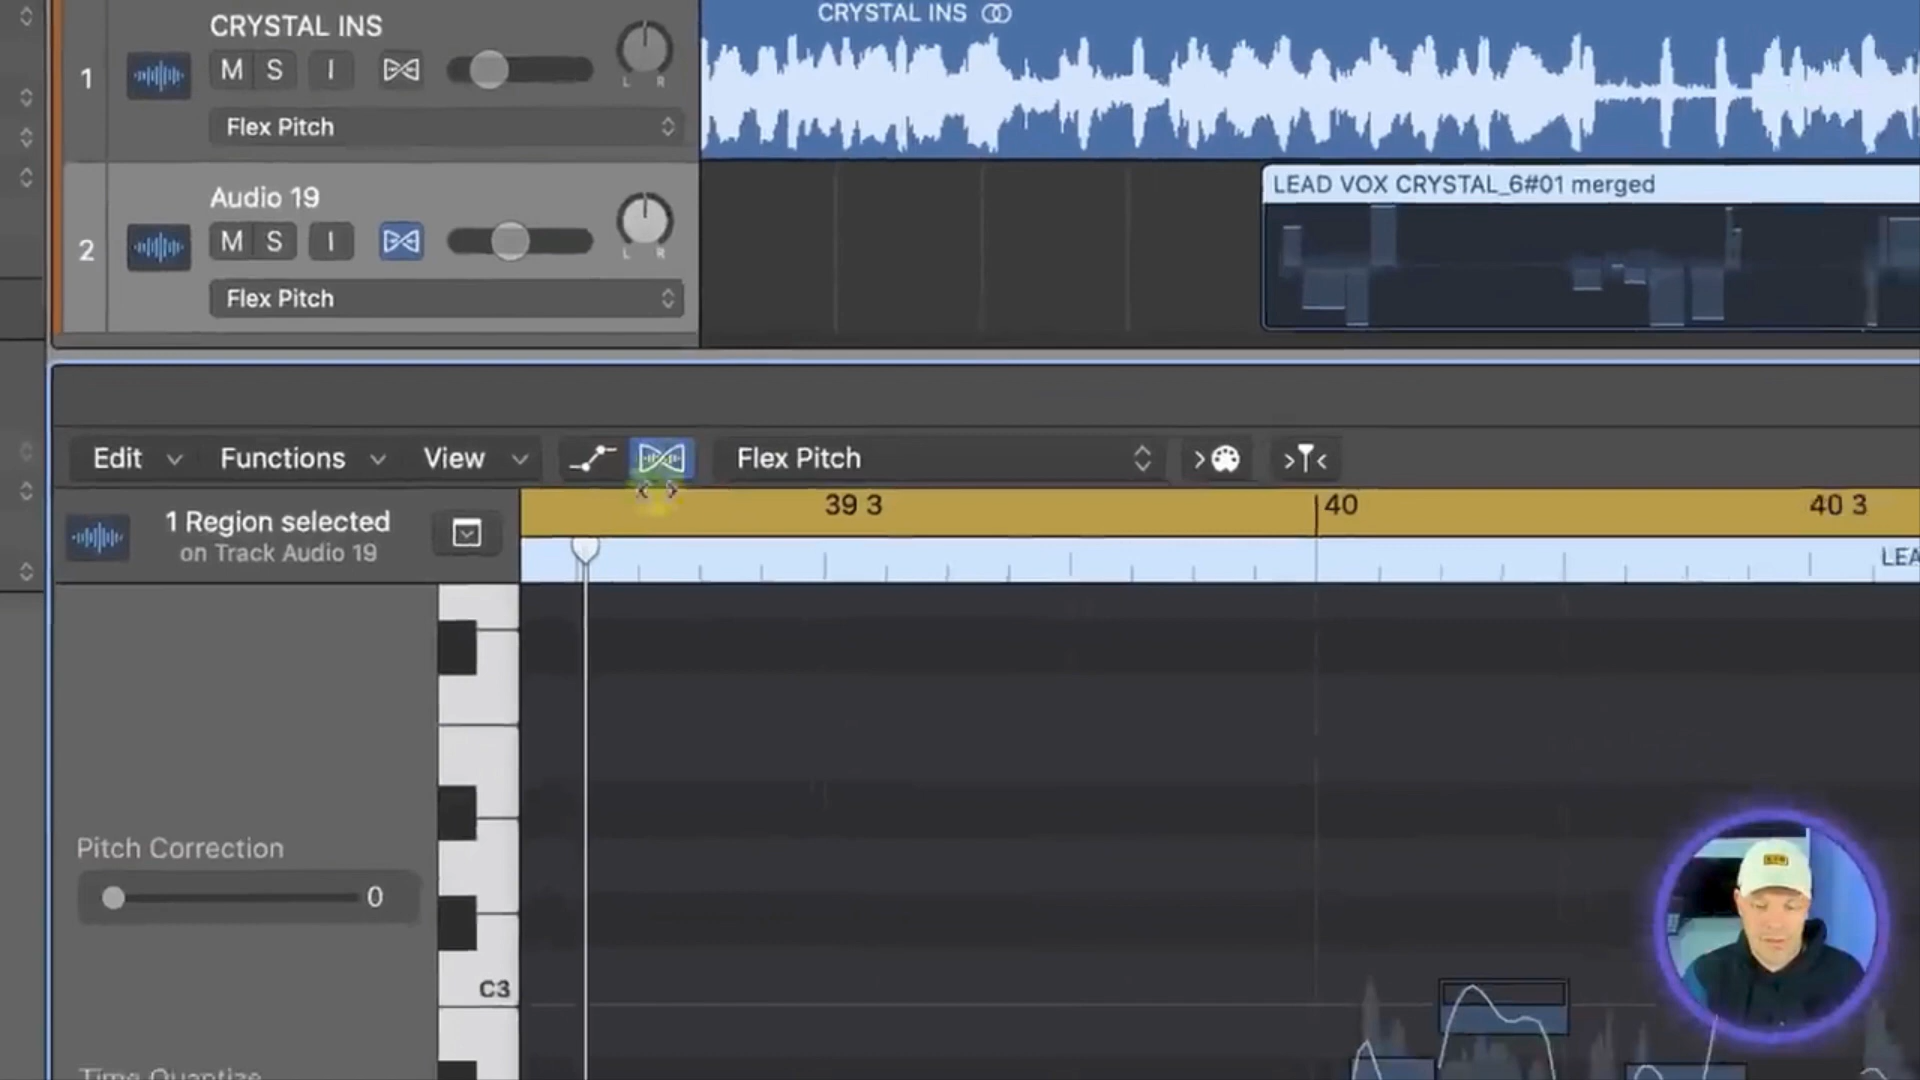 CRYSTAL INS
1
M S I
L R
Flex Pitch
CRYSTAL INS
Audio 19
2
M S I
L R
Flex Pitch
LEAD VOX CRYSTAL_6#01 merged
Edit
Functions
View
Flex Pitch
1 Region selected
on Track Audio 19
39 3
40
40 3
LEA
Pitch Correction
0
C3
Time Quantize